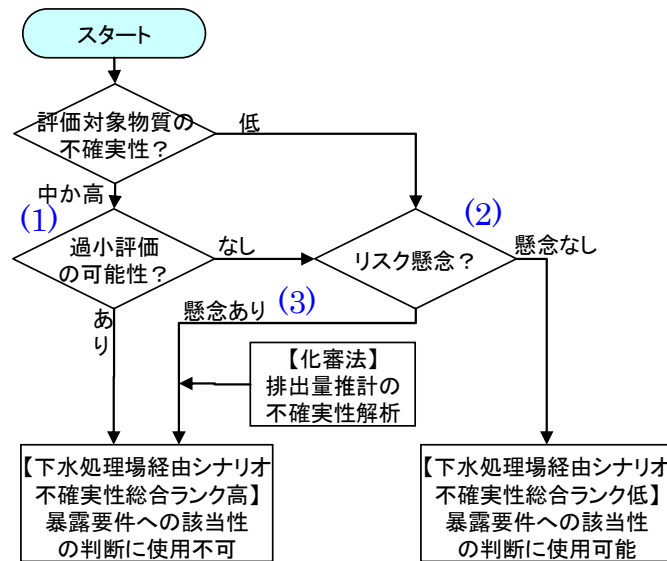 スタート
評価対象物質の
不確実性？
低
中か高
(1)
過小評価
の可能性？
なし
(2)
リスク懸念？
懸念なし
あ
り
懸念あり
(3)
【化審法】
排出量推計の
不確実性解析
【下水処理場経由シナリオ
不確実性総合ランク高】
暴露要件への該当性
の判断に使用不可
【下水処理場経由シナリオ
不確実性総合ランク低】
暴露要件への該当性
の判断に使用可能